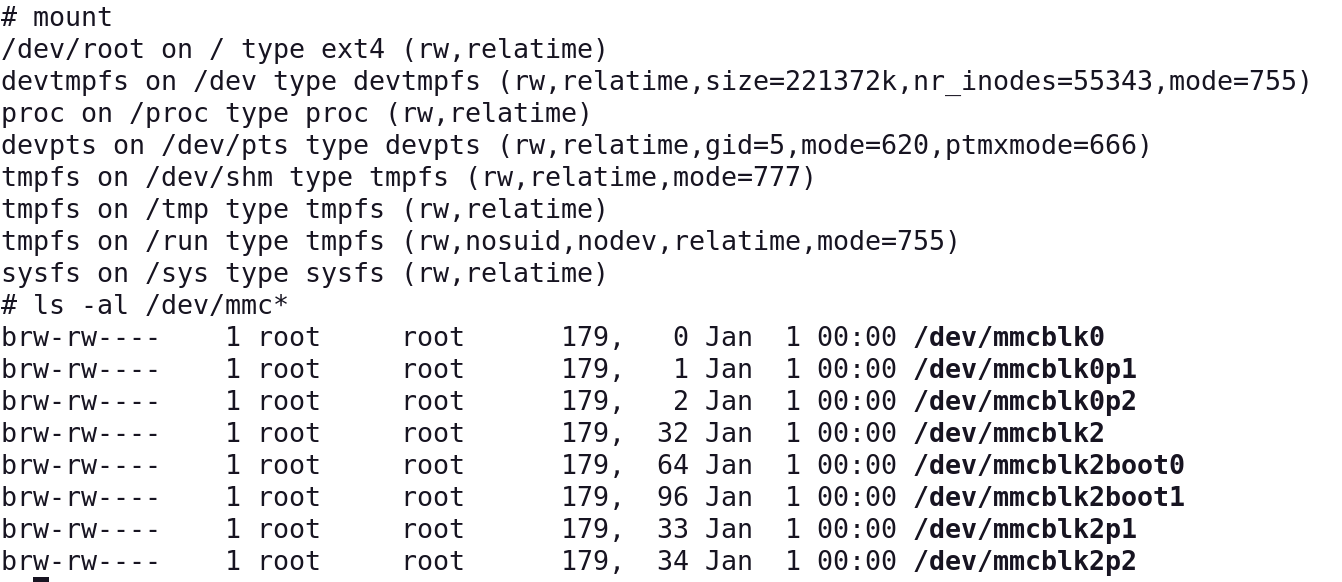 # mount
/dev/root on / type ext4 (rw,relatime)
devtmpfs on /dev type devtmpfs (rw,relatime,size=221372k,nr_inodes=55343,mode=755)
proc on /proc type proc (rw,relatime)
devpts on /dev/pts type devpts (rw,relatime,gid=5,mode=620,ptmxmode=666)
tmpfs on /dev/shm type tmpfs (rw,relatime,mode=777)
tmpfs on /tmp type tmpfs (rw,relatime)
tmpfs on /run type tmpfs (rw,nosuid,nodev,relatime,mode=755)
sysfs on /sys type sysfs (rw,relatime)
# ls -al /dev/mmc*
brw-rw----    1 root     root      179,   0 Jan  1 00:00 /dev/mmcblk0
brw-rw----    1 root     root      179,   1 Jan  1 00:00 /dev/mmcblk0p1
brw-rw----    1 root     root      179,   2 Jan  1 00:00 /dev/mmcblk0p2
brw-rw----    1 root     root      179,  32 Jan  1 00:00 /dev/mmcblk2
brw-rw----    1 root     root      179,  64 Jan  1 00:00 /dev/mmcblk2boot0
brw-rw----    1 root     root      179,  96 Jan  1 00:00 /dev/mmcblk2boot1
brw-rw----    1 root     root      179,  33 Jan  1 00:00 /dev/mmcblk2p1
brw-rw----    1 root     root      179,  34 Jan  1 00:00 /dev/mmcblk2p2